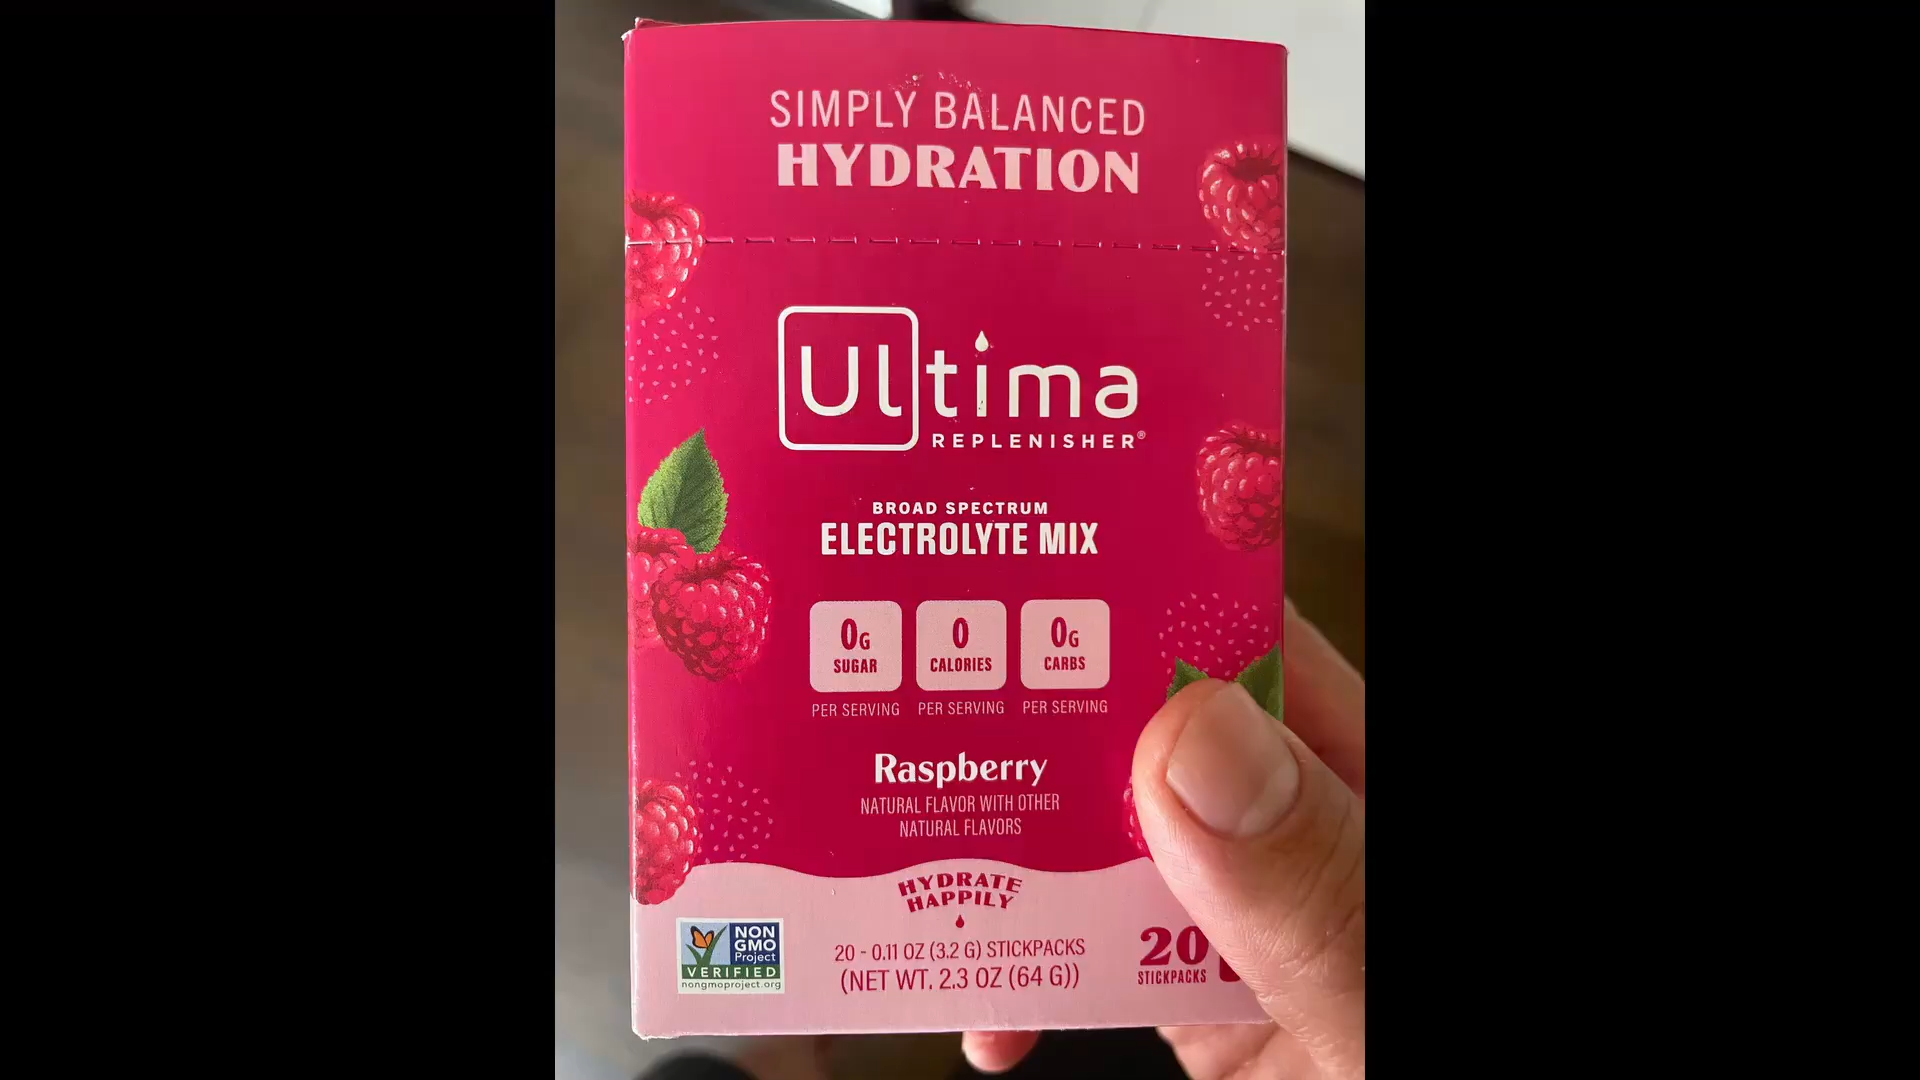 SIMPLY BALANCED
HYDRATION
Ultima
REPLENISHER®
BROAD SPECTRUM
ELECTROLYTE MIX
0G SUGAR PER SERVING
0 CALORIES PER SERVING
0G CARBS PER SERVING
Raspberry
NATURAL FLAVOR WITH OTHER
NATURAL FLAVORS
HYDRATE
HAPPILY
NON
GMO
Project
VERIFIED
nongmoproject.org
20 - 0.11 OZ (3.2 G) STICKPACKS
(NET WT. 2.3 OZ (64 G))
20
STICKPACKS